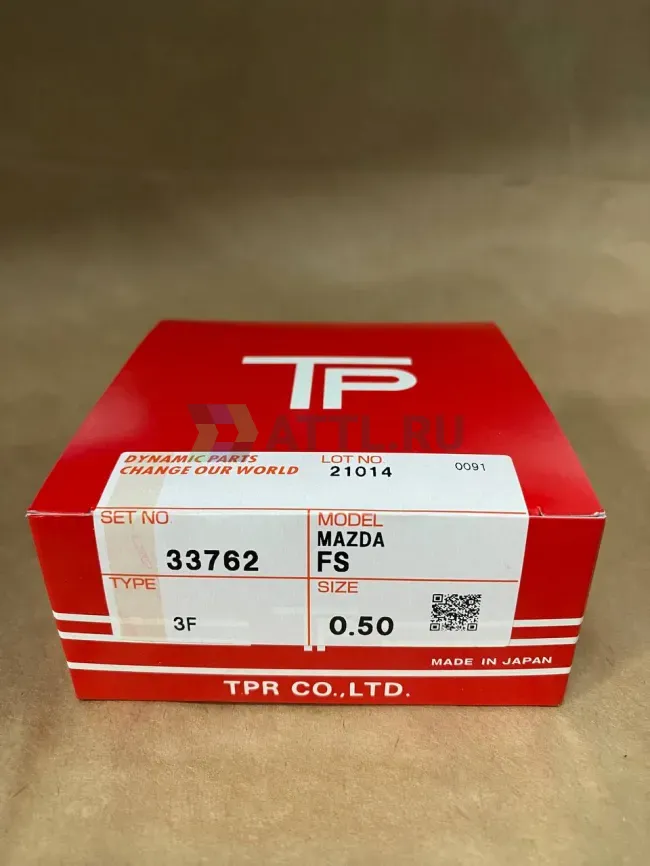 TP
ATTL.RU
DYNAMIC PARTS
CHANGE OUR WORLD
LOT NO
21014
0091
SET NO.
33762
MODEL
MAZDA
FS
TYPE
3F
SIZE
0.50
MADE IN JAPAN
TPR CO.,LTD.